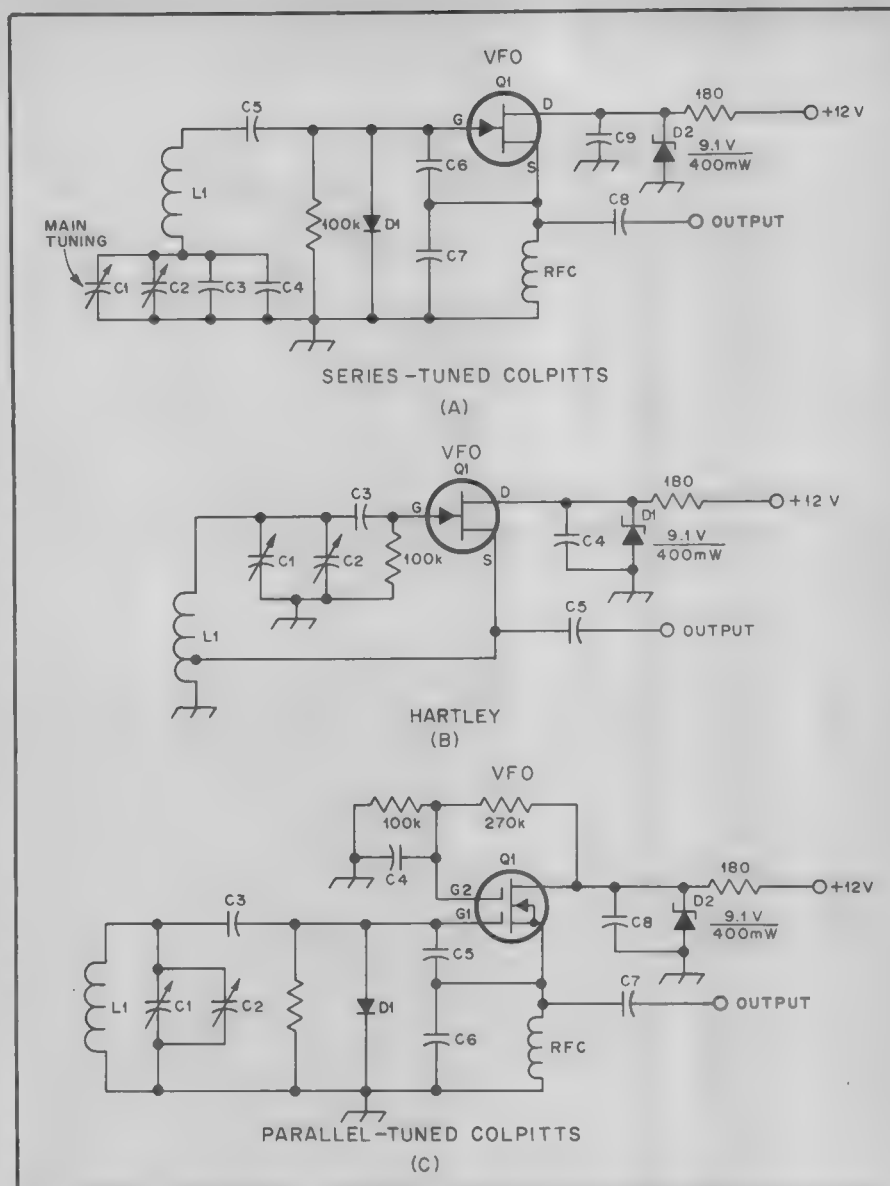 VFO
Q1
C5
G
D
S
180
+12 V
C9
D2
9.1 V
400mW
L1
C6
100k
D1
C7
C8
OUTPUT
RFC
MAIN
TUNING
C1
C2
C3
C4
SERIES-TUNED COLPITTS
(A)
VFO
Q1
C3
G
D
S
180
+12 V
C4
D1
9.1 V
400mW
C1
C2
100k
L1
C5
OUTPUT
HARTLEY
(B)
VFO
100k
270k
C4
Q1
G2
G1
180
+12V
C8
D2
9.1 V
400mW
C3
L1
C1
C2
D1
C5
C6
C7
OUTPUT
RFC
PARALLEL-TUNED COLPITTS
(C)